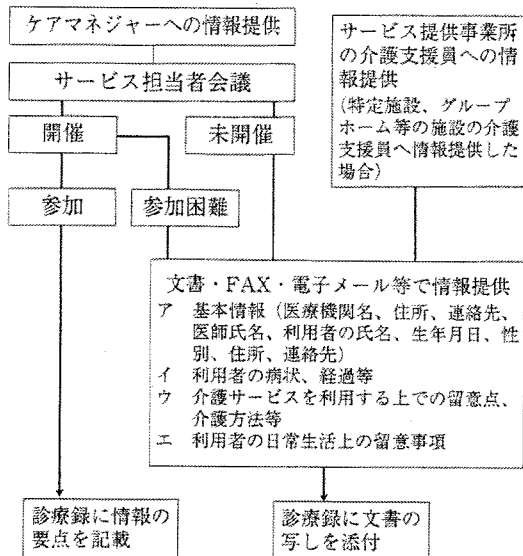 ケアマネジャーへの情報提供
サービス担当者会議
開催
未開催
参加
参加困難
サービス提供事業所
の介護支援員への情
報提供
(特定施設、グループ
ホーム等の施設の介護
支援員へ情報提供した
場合)
文書・FAX・電子メール等で情報提供
ア 基本情報(医療機関名、住所、連絡先、
医師氏名、利用者の氏名、生年月日、性
別、住所、連絡先)
イ 利用者の病状、経過等
ウ 介護サービスを利用する上での留意点、
介護方法等
エ 利用者の日常生活上の留意事項
診療録に情報の
要点を記載
診療録に文書の
写しを添付